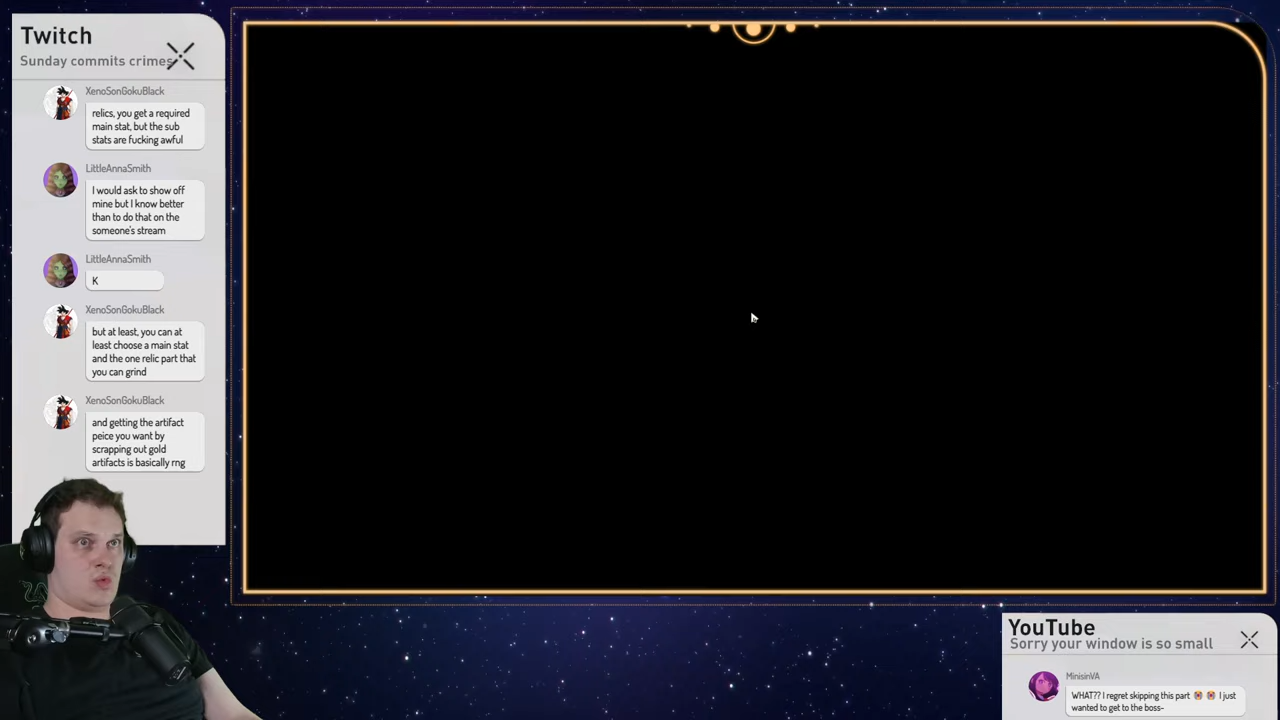 Twitch
Sunday commits crimes
XenoSonGokuBlack
relics, you get a required
main stat, but the sub
stats are fucking awful
LittleAnnaSmith
I would ask to show off
mine but I know better
than to do that on the
someone's stream
LittleAnnaSmith
K
XenoSonGokuBlack
but at least, you can at
least choose a main stat
and the one relic part that
you can grind
XenoSonGokuBlack
and getting the artifact
peice you want by
scrapping out gold
artifacts is basically rng
YouTube
Sorry your window is so small
MinisinVA
WHAT?? I regret skipping this part I just
wanted to get to the boss-